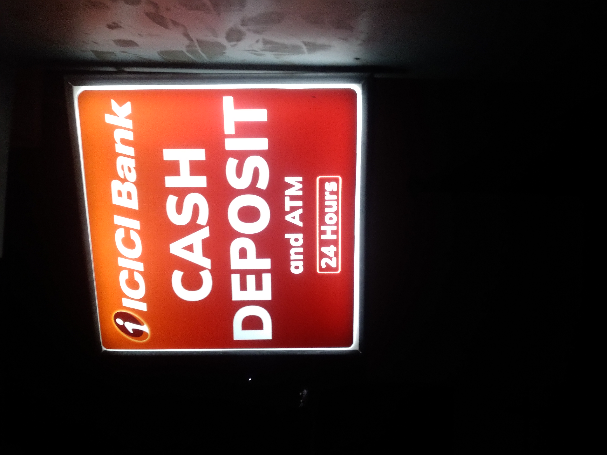 ICICI Bank
CASH
DEPOSIT
and ATM
24 Hours